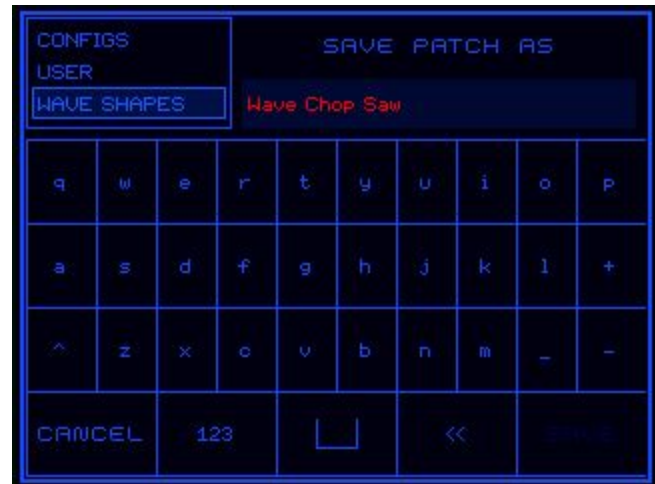 CONFIGS
USER
WAVE SHAPES
SAVE PATCH AS
Wave Chop Saw
q w e r t y u i o p
a s d f g h j k l +
^ z x c v b n m _ -
CANCEL 123 <<